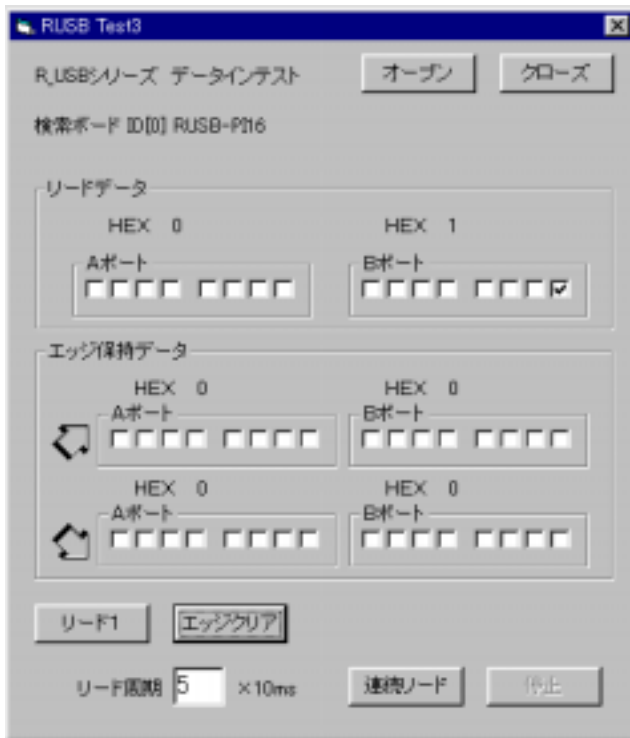 RUSB Test3
R_USBシリーズ データインテスト オープン クローズ
検索ボード ID[0] RUSB-PI16
リードデータ
HEX 0 HEX 1
Aポート Bポート
エッジ保持データ
HEX 0 HEX 0
Aポート Bポート
HEX 0 HEX 0
Aポート Bポート
リード1 エッジクリア
リード周期 5 ×10ms 連続リード 停止